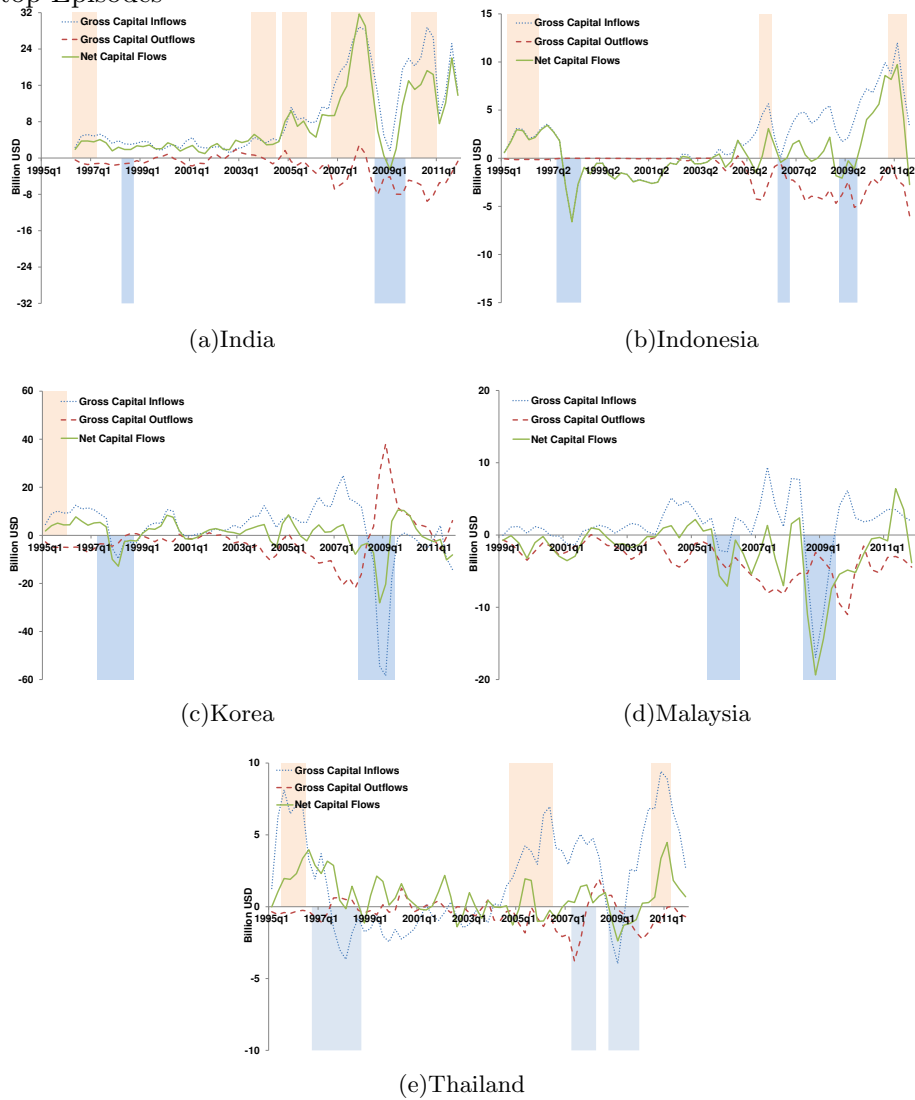 top Episodes
32
24
16
8
0
-8
-16
-24
-32
Billion USD
Gross Capital Inflows
Gross Capital Outflows
Net Capital Flows
1995q1 1997q1 1999q1 2001q1 2003q1 2005q1 2007q1 2009q1 2011q1
(a)India
15
10
5
0
-5
-10
-15
Billion USD
Gross Capital Inflows
Gross Capital Outflows
Net Capital Flows
1995q1 1997q2 1999q2 2001q2 2003q2 2005q2 2007q2 2009q2 2011q2
(b)Indonesia
60
40
20
0
-20
-40
-60
Billion USD
Gross Capital Inflows
Gross Capital Outflows
Net Capital Flows
1995q1 1997q1 1999q1 2001q1 2003q1 2005q1 2007q1 2009q1 2011q1
(c)Korea
20
10
0
-10
-20
Billion USD
Gross Capital Inflows
Gross Capital Outflows
Net Capital Flows
1999q1 2001q1 2003q1 2005q1 2007q1 2009q1 2011q1
(d)Malaysia
10
5
0
-5
-10
Billion USD
Gross Capital Inflows
Gross Capital Outflows
Net Capital Flows
1995q1 1997q1 1999q1 2001q1 2003q1 2005q1 2007q1 2009q1 2011q1
(e)Thailand